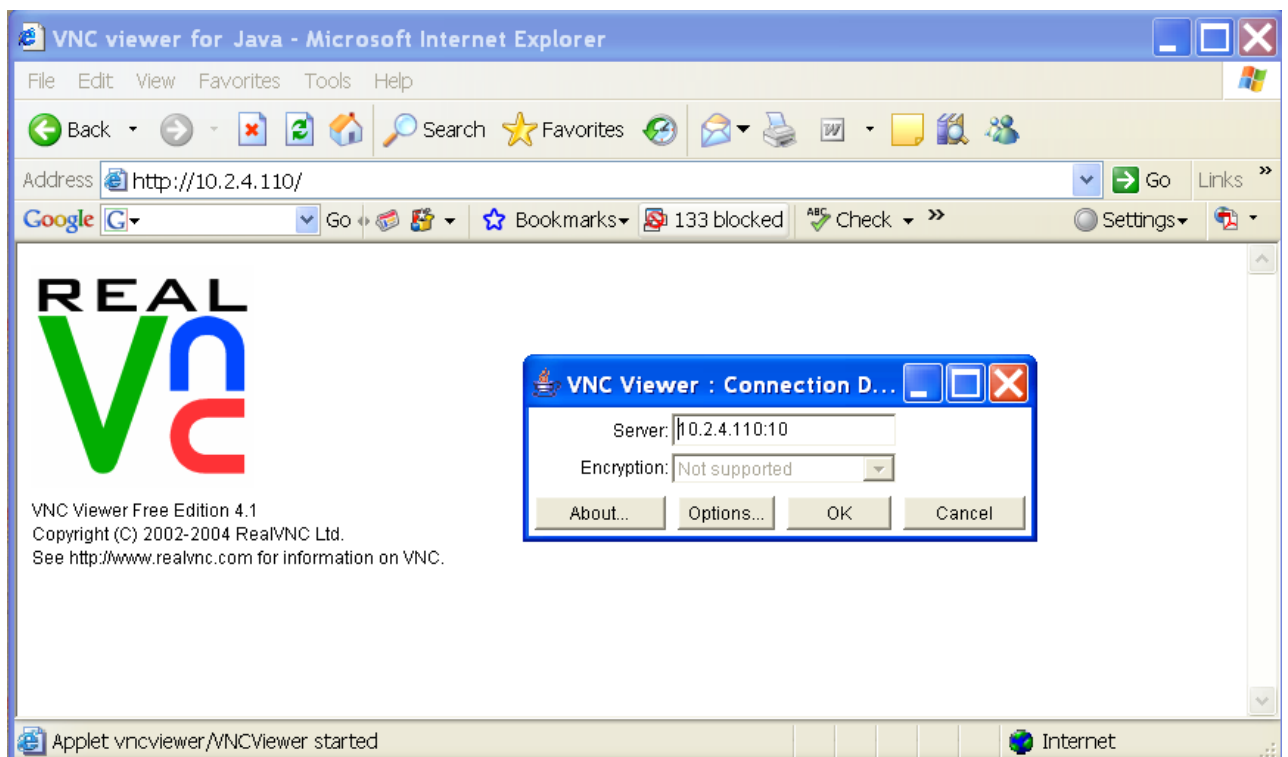 VNC viewer for Java - Microsoft Internet Explorer
File Edit View Favorites Tools Help
Back Search Favorites W
Address http://10.2.4.110/ Go Links »
Google G Go Bookmarks 133 blocked ABC Check » Settings
REAL
Vnc
VNC Viewer : Connection D...
Server: 10.2.4.110:10
Encryption: Not supported
About... Options... OK Cancel
VNC Viewer Free Edition 4.1
Copyright (C) 2002-2004 RealVNC Ltd.
See http://www.realvnc.com for information on VNC.
Applet vncviewer/VNCViewer started Internet